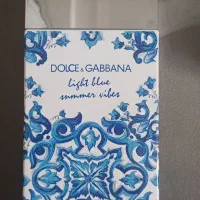 DOLCE & GABBANA
light blue
summer vibes